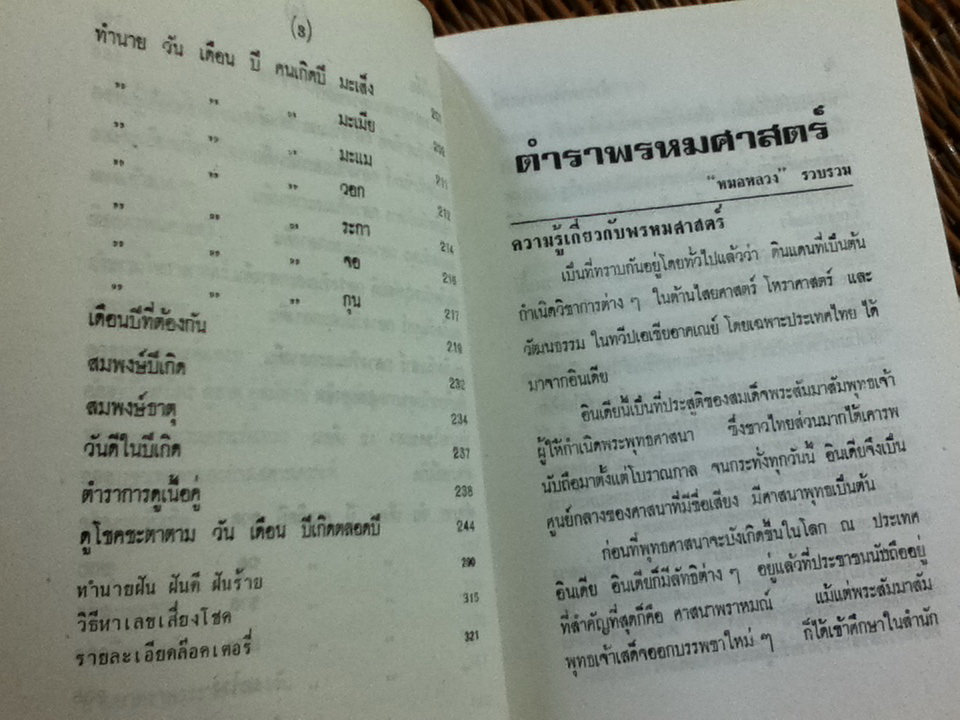 (8)
ทำนาย วัน เดือน ปี คนเกิดปี มะเส็ง
" " " มะเมีย
" " " มะแม
" " " วอก 212
" " " ระกา 214
" " " จอ 216
" " " กุน 217
เดือนปีที่ต้องกัน 219
สมพงษ์ปีเกิด 232
สมพงษ์ธาตุ 234
วันดีในปีเกิด 237
ตำราการดูเนื้อคู่ 238
ดูโชคชะตาตาม วัน เดือน ปีเกิดตลอดปี 244
ทำนายฝัน ฝันดี ฝันร้าย 290
วิธีหาเลขเสี่ยงโชค 315
รายละเอียดล๊อตเตอรี่ 321
ตำราพรหมศาสตร์
"หมอหลวง" รวบรวม
ความรู้เกี่ยวกับพรหมศาสตร์
เป็นที่ทราบกันอยู่โดยทั่วไปแล้วว่า ดินแดนที่เป็นต้น
กำเนิดวิชาการต่าง ๆ ในด้านไสยศาสตร์ โหราศาสตร์ และ
วัฒนธรรม ในทวีปเอเซียอาคเณย์ โดยเฉพาะประเทศไทย ได้
มาจากอินเดีย
อินเดียนี้เป็นที่ประสูติของสมเด็จพระสัมมาสัมพุทธเจ้า
ผู้ให้กำเนิดพระพุทธศาสนา ซึ่งชาวไทยส่วนมากได้เคารพ
นับถือมาตั้งแต่โบราณกาล จนกระทั่งทุกวันนี้ อินเดียจึงเป็น
ศูนย์กลางของศาสนาที่มีชื่อเสียง มีศาสนาพุทธเป็นต้น
ก่อนที่พุทธศาสนาจะบังเกิดขึ้นในโลก ณ ประเทศ
อินเดีย อินเดียก็มีลัทธิต่าง ๆ อยู่แล้วที่ประชาชนนับถืออยู่
ที่สำคัญที่สุดก็คือ ศาสนาพราหมณ์ แม้แต่พระสัมมาสัม
พุทธเจ้าเสด็จออกบรรพชาใหม่ ๆ ก็ได้เข้าศึกษาในสำนัก